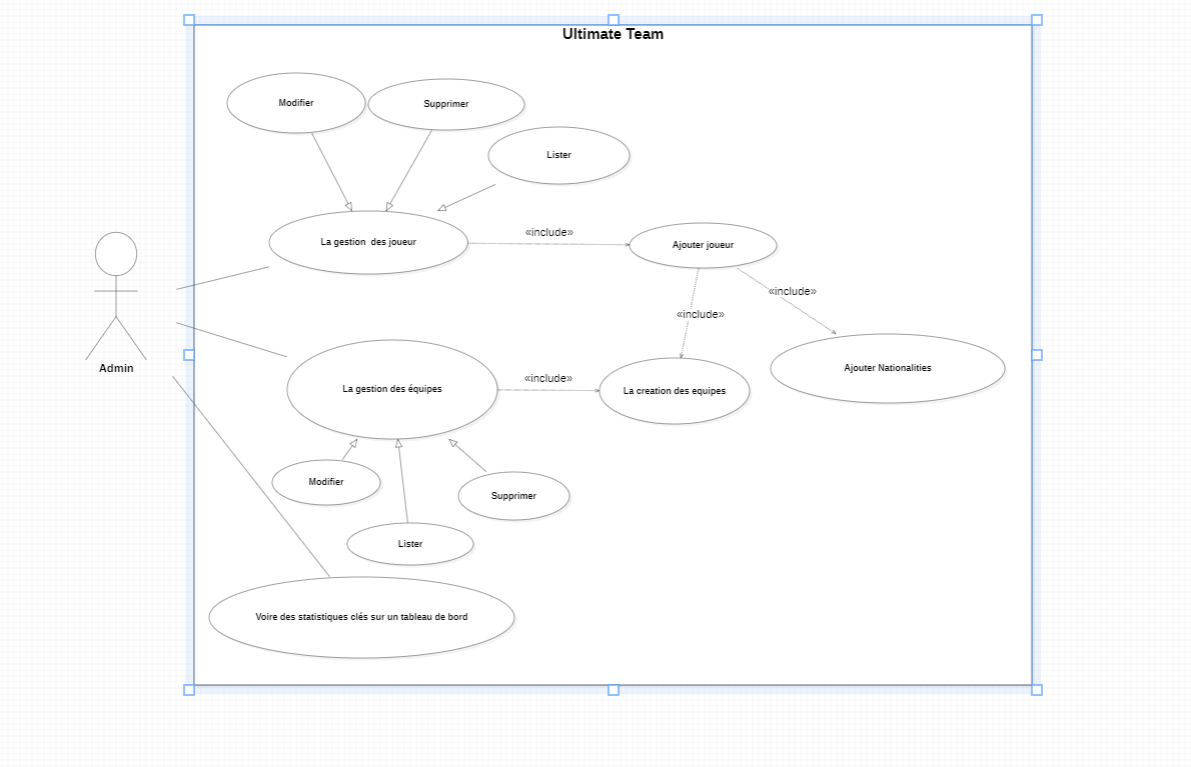 Ultimate Team
Modifier
Supprimer
Lister
La gestion  des joueur
«include»
Ajouter joueur
«include»
«include»
Admin
La gestion des équipes
«include»
La creation des equipes
Ajouter Nationalities
Modifier
Supprimer
Lister
Voire des statistiques clés sur un tableau de bord